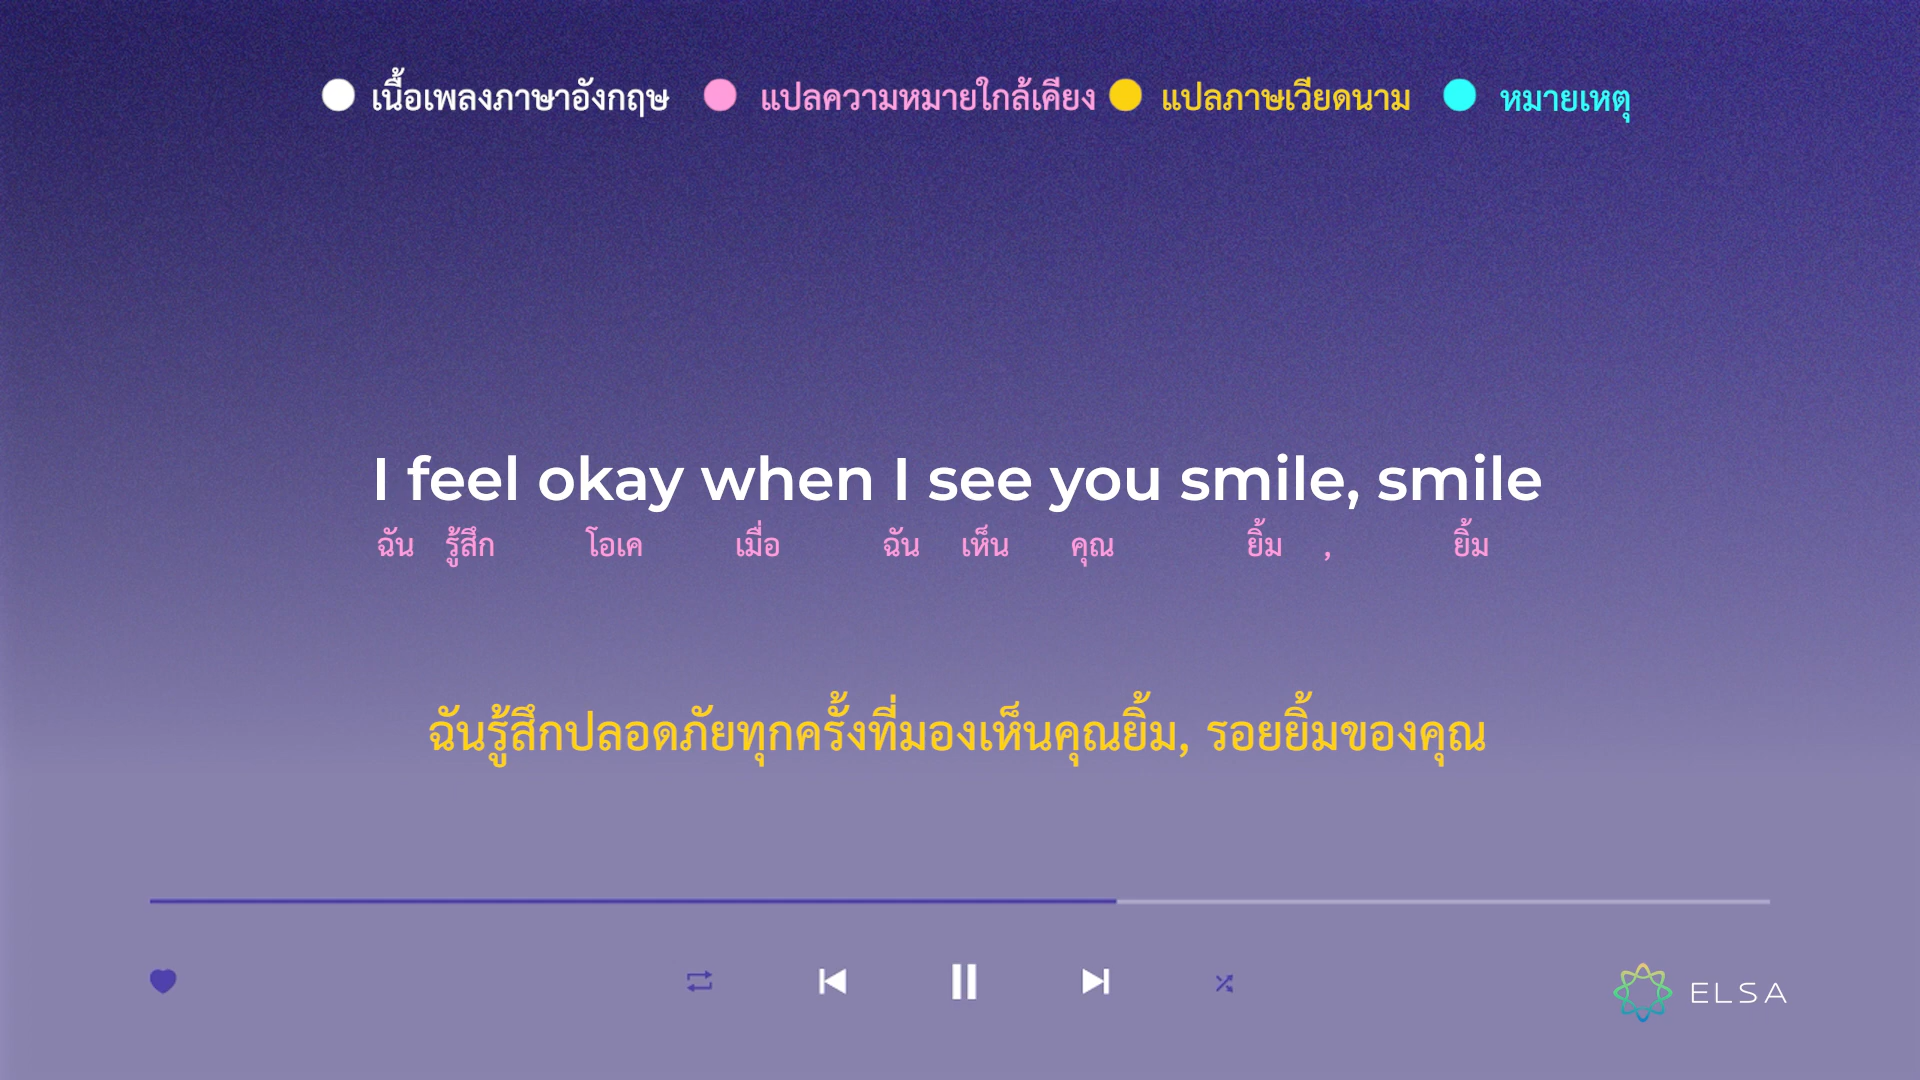 เนื้อเพลงภาษาอังกฤษ แปลความหมายใกล้เคียง แปลภาษเวียดนาม หมายเหตุ
I feel okay when I see you smile, smile
ฉัน รู้สึก โอเค เมื่อ ฉัน เห็น คุณ ยิ้ม , ยิ้ม
ฉันรู้สึกปลอดภัยทุกครั้งที่มองเห็นคุณยิ้ม, รอยยิ้มของคุณ
ELSA